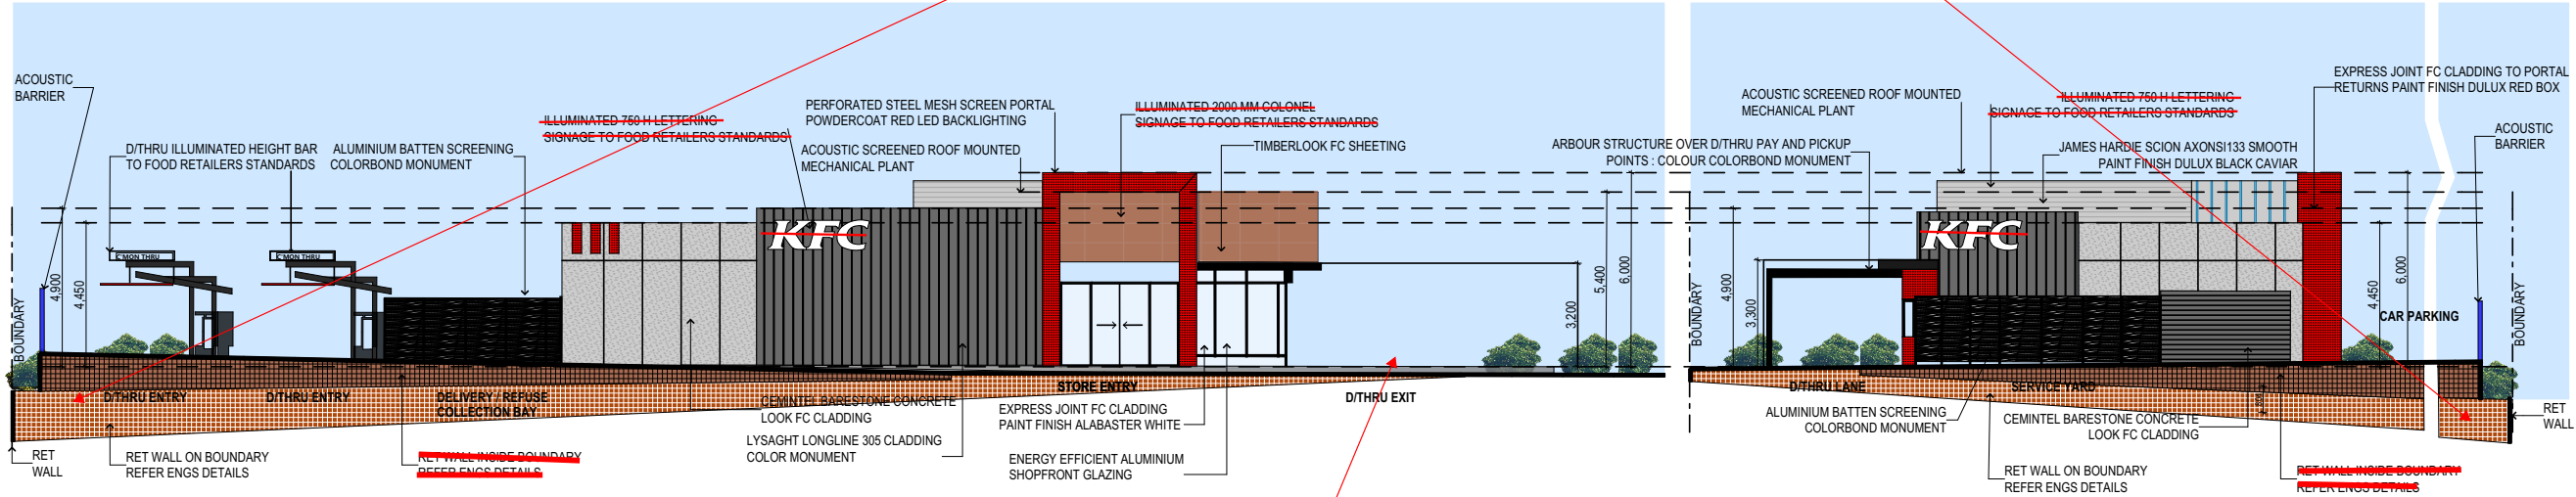 ACOUSTIC
BARRIER
D/THRU ILLUMINATED HEIGHT BAR
TO FOOD RETAILERS STANDARDS
ALUMINIUM BATTEN SCREENING
COLORBOND MONUMENT
ILLUMINATED 750 H LETTERING
SIGNAGE TO FOOD RETAILERS STANDARDS
PERFORATED STEEL MESH SCREEN PORTAL
POWDERCOAT RED LED BACKLIGHTING
ACOUSTIC SCREENED ROOF MOUNTED
MECHANICAL PLANT
ILLUMINATED 2000 MM COLONEL
SIGNAGE TO FOOD RETAILERS STANDARDS
TIMBERLOOK FC SHEETING
C'MON THRU
C'MON THRU
KFC
BOUNDARY
4,900
4,450
3,200
5,400
6,000
D/THRU ENTRY
D/THRU ENTRY
DELIVERY / REFUSE
COLLECTION BAY
STORE ENTRY
D/THRU EXIT
CEMINTEL BARESTONE CONCRETE
LOOK FC CLADDING
LYSAGHT LONGLINE 305 CLADDING
COLOR MONUMENT
EXPRESS JOINT FC CLADDING
PAINT FINISH ALABASTER WHITE
ENERGY EFFICIENT ALUMINIUM
SHOPFRONT GLAZING
RET
WALL
RET WALL ON BOUNDARY
REFER ENGS DETAILS
RET WALL INSIDE BOUNDARY
REFER ENGS DETAILS
ACOUSTIC SCREENED ROOF MOUNTED
MECHANICAL PLANT
ARBOUR STRUCTURE OVER D/THRU PAY AND PICKUP
POINTS : COLOUR COLORBOND MONUMENT
ILLUMINATED 750 H LETTERING
SIGNAGE TO FOOD RETAILERS STANDARDS
JAMES HARDIE SCION AXONSI133 SMOOTH
PAINT FINISH DULUX BLACK CAVIAR
EXPRESS JOINT FC CLADDING TO PORTAL
RETURNS PAINT FINISH DULUX RED BOX
ACOUSTIC
BARRIER
KFC
BOUNDARY
4,900
3,300
4,450
6,000
CAR PARKING
BOUNDARY
D/THRU LANE
SERVICE YARD
ALUMINIUM BATTEN SCREENING
COLORBOND MONUMENT
CEMINTEL BARESTONE CONCRETE
LOOK FC CLADDING
RET WALL ON BOUNDARY
REFER ENGS DETAILS
RET WALL INSIDE BOUNDARY
REFER ENGS DETAILS
RET
WALL